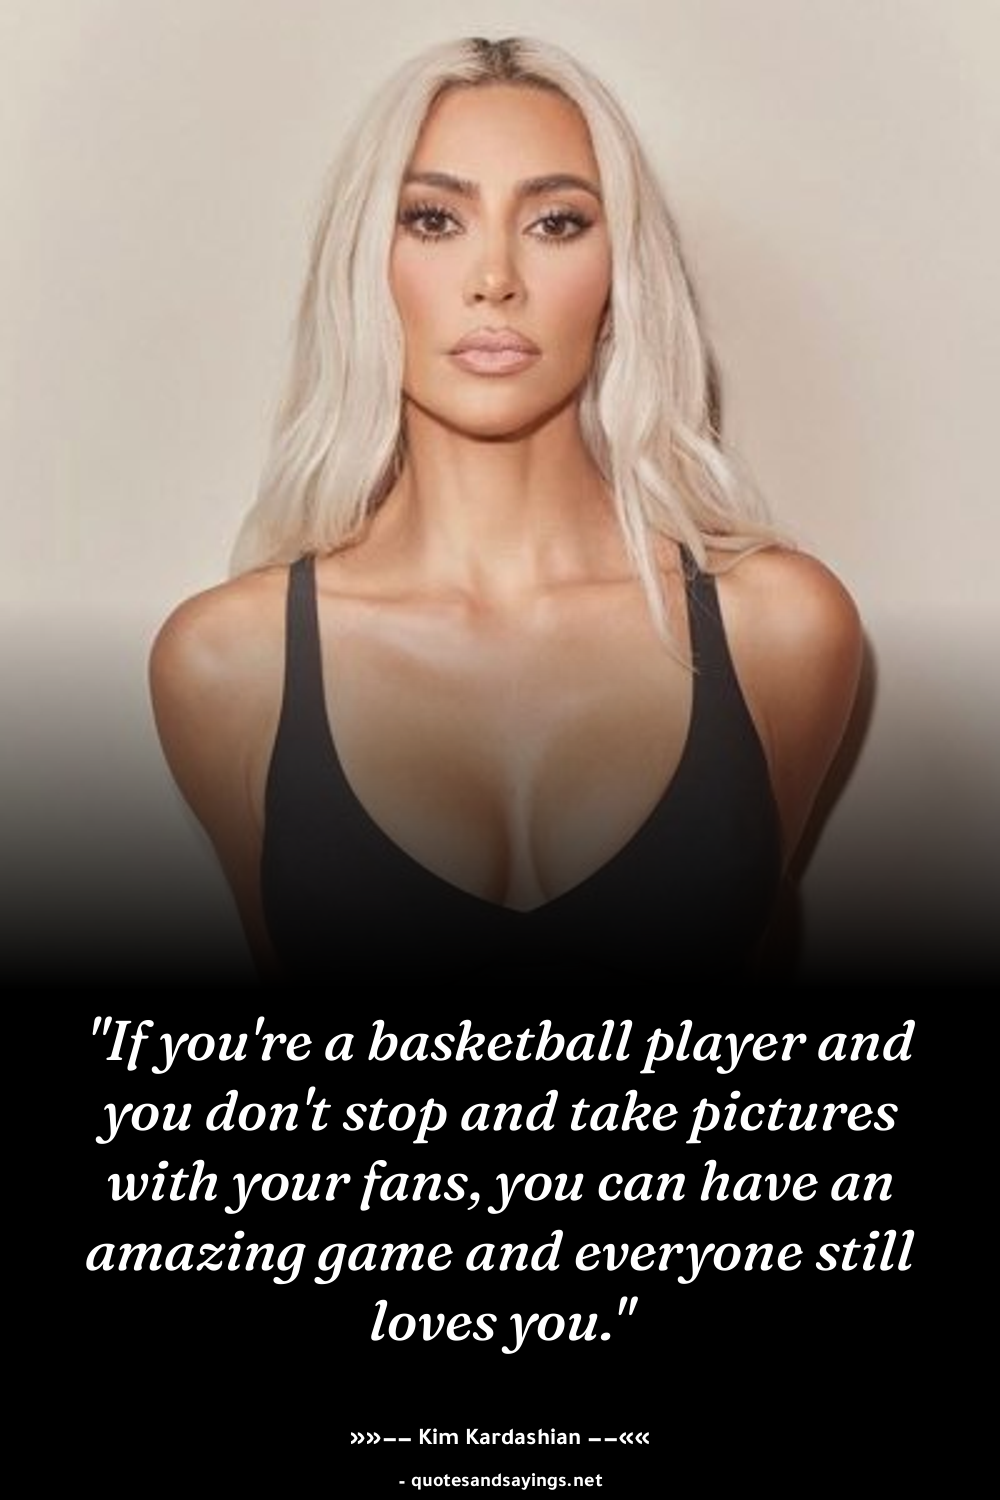 "If you're a basketball player and
you don't stop and take pictures
with your fans, you can have an
amazing game and everyone still
loves you."
»»–– Kim Kardashian ––««
- quotesandsayings.net